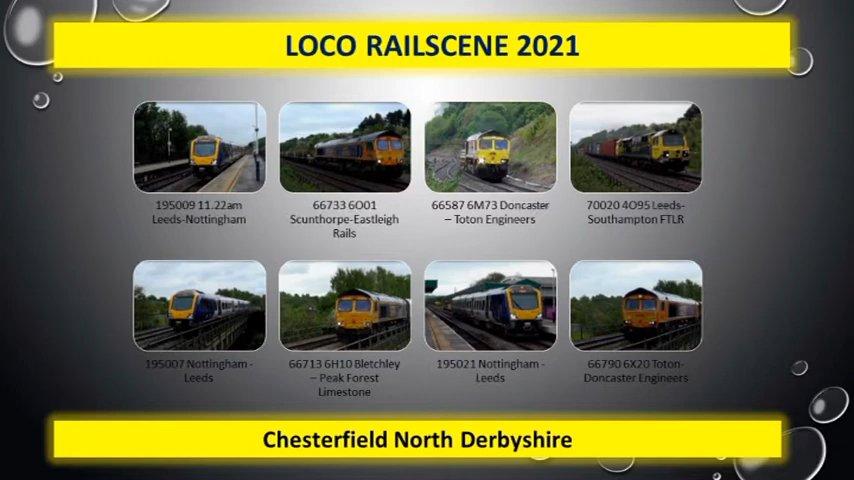 LOCO RAILSCENE 2021
195009 11.22am
Leeds-Nottingham
66733 6O01
Scunthorpe-Eastleigh
Rails
66587 6M73 Doncaster
– Toton Engineers
70020 4O95 Leeds-
Southampton FTLR
195007 Nottingham -
Leeds
66713 6H10 Bletchley
– Peak Forest
Limestone
195021 Nottingham -
Leeds
66790 6X20 Toton-
Doncaster Engineers
Chesterfield North Derbyshire